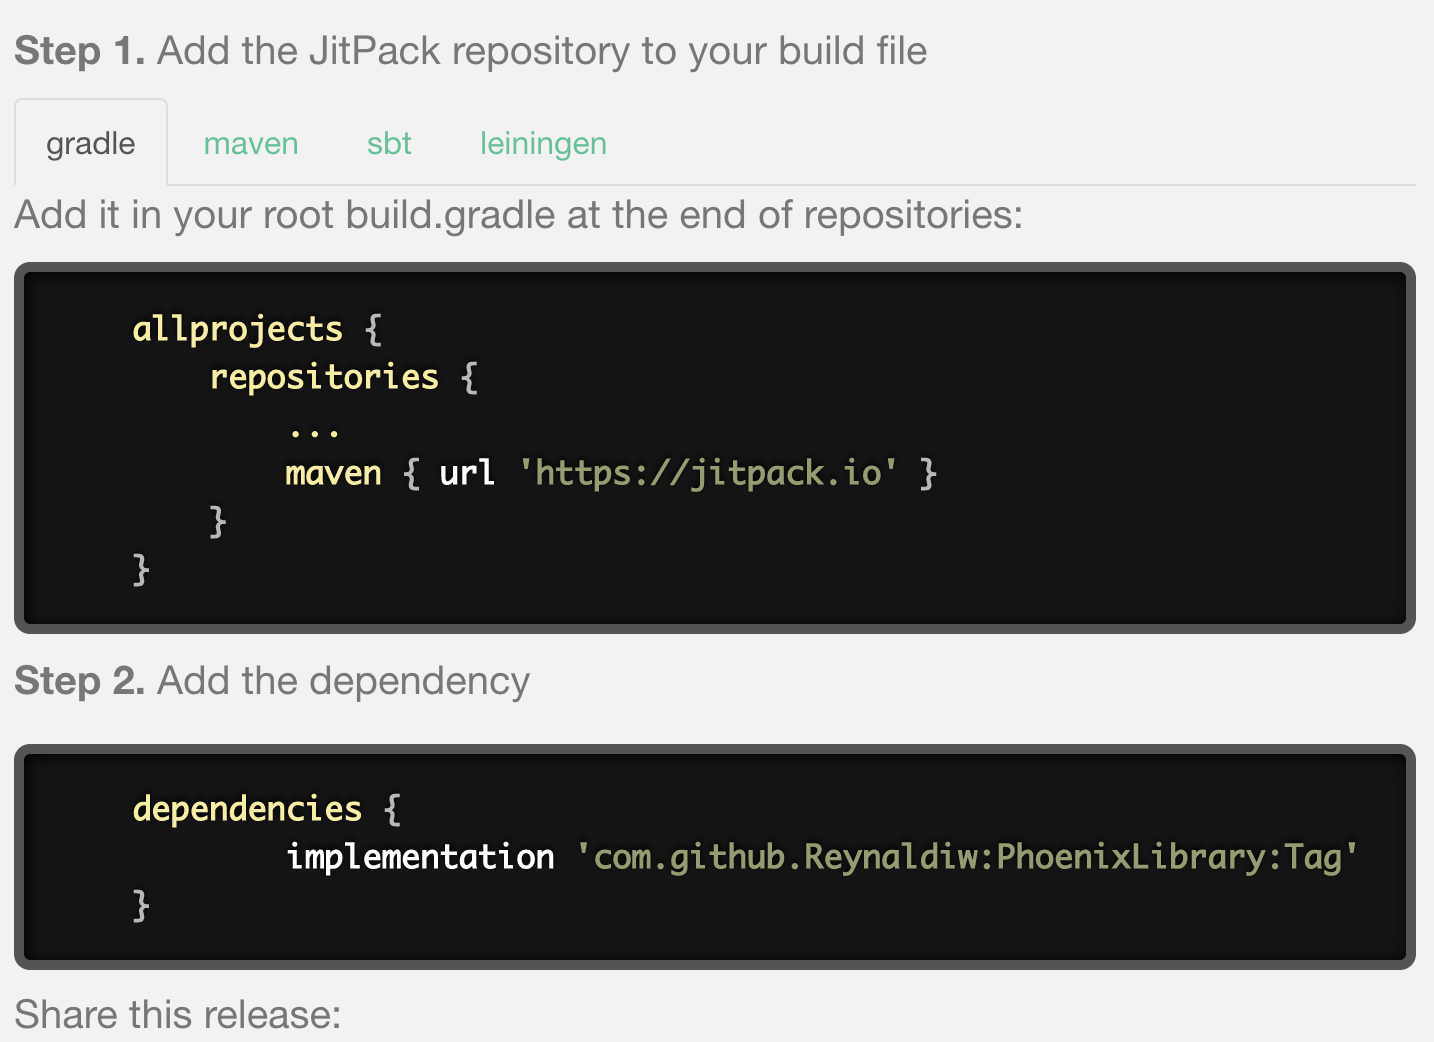 Step 1. Add the JitPack repository to your build file
gradle maven sbt leiningen
Add it in your root build.gradle at the end of repositories:
allprojects {
repositories {
...
maven { url 'https://jitpack.io' }
}
}
Step 2. Add the dependency
dependencies {
implementation 'com.github.Reynaldiw:PhoenixLibrary:Tag'
}
Share this release: